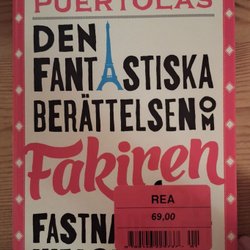 PUERTOLAS
DEN
FANTASTISKA
BERÄTTELSEN OM
Fakiren
REA
69,00
FASTNA